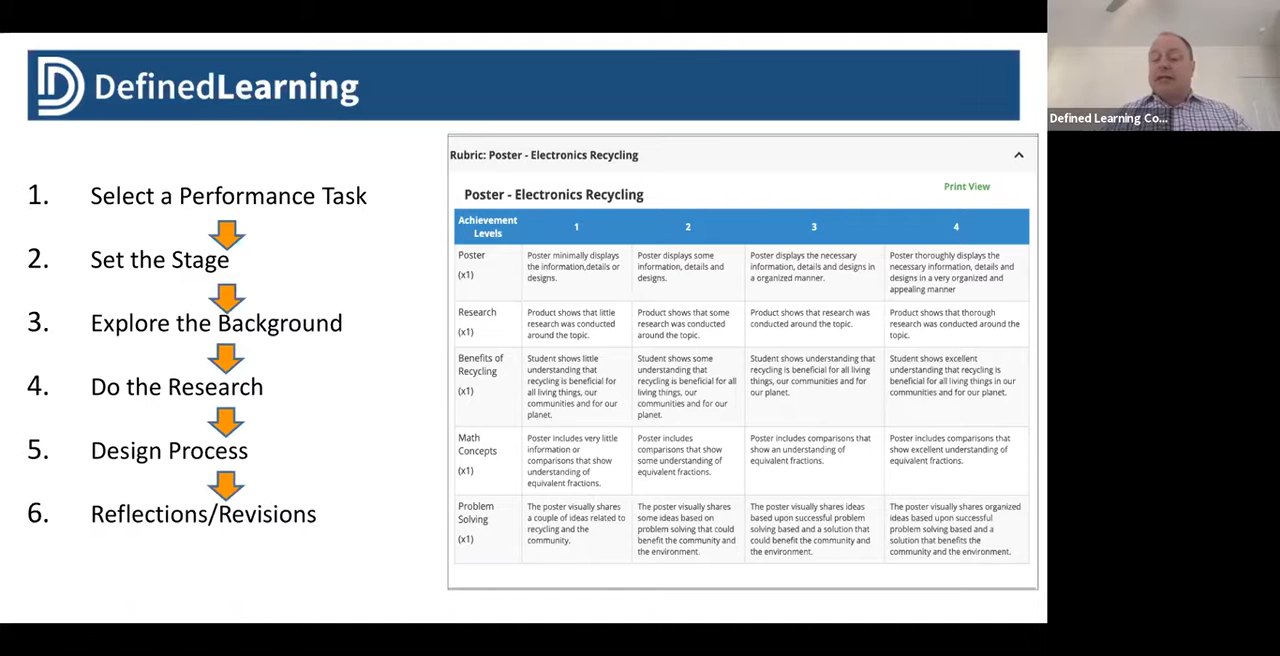 DefinedLearning
1. Select a Performance Task
2. Set the Stage
3. Explore the Background
4. Do the Research
5. Design Process
6. Reflections/Revisions
Rubric: Poster - Electronics Recycling
Poster - Electronics Recycling
Print View
Achievement
Levels
1
2
3
4
Poster
(x1)
Poster minimally displays
the information,details or
designs.
Poster displays some
information, details and
designs.
Poster displays the necessary
information, details and designs in
a organized manner.
Poster thoroughly displays the
necessary information, details and
designs in a very organized and
appealing manner
Research
(x1)
Product shows that little
research was conducted
around the topic.
Product shows that some
research was conducted
around the topic.
Product shows that research was
conducted around the topic.
Product shows that thorough
research was conducted around the
topic.
Benefits of
Recycling
(x1)
Student shows little
understanding that
recycling is beneficial for
all living things, our
communities and for our
planet.
Student shows some
understanding that
recycling is beneficial for all
living things, our
communities and for our
planet.
Student shows understanding that
recycling is beneficial for all living
things, our communities and for
our planet.
Student shows excellent
understanding that recycling is
beneficial for all living things in our
communities and for our planet.
Math
Concepts
(x1)
Poster includes very little
information or
comparisons that show
understanding of
equivalent fractions.
Poster includes
comparisons that show
some understanding of
equivalent fractions.
Poster includes comparisons that
show an understanding of
equivalent fractions.
Poster includes comparisons that
show excellent understanding of
equivalent fractions.
Problem
Solving
(x1)
The poster visually shares
a couple of ideas related to
recycling and the
community.
The poster visually shares
some ideas based on
problem solving that could
benefit the community and
the environment.
The poster visually shares ideas
based upon successful problem
solving based and a solution that
could benefit the community and
the environment.
The poster visually shares organized
ideas based upon successful
problem solving based and a
solution that benefits the
community and the environment.
Defined Learning Co...